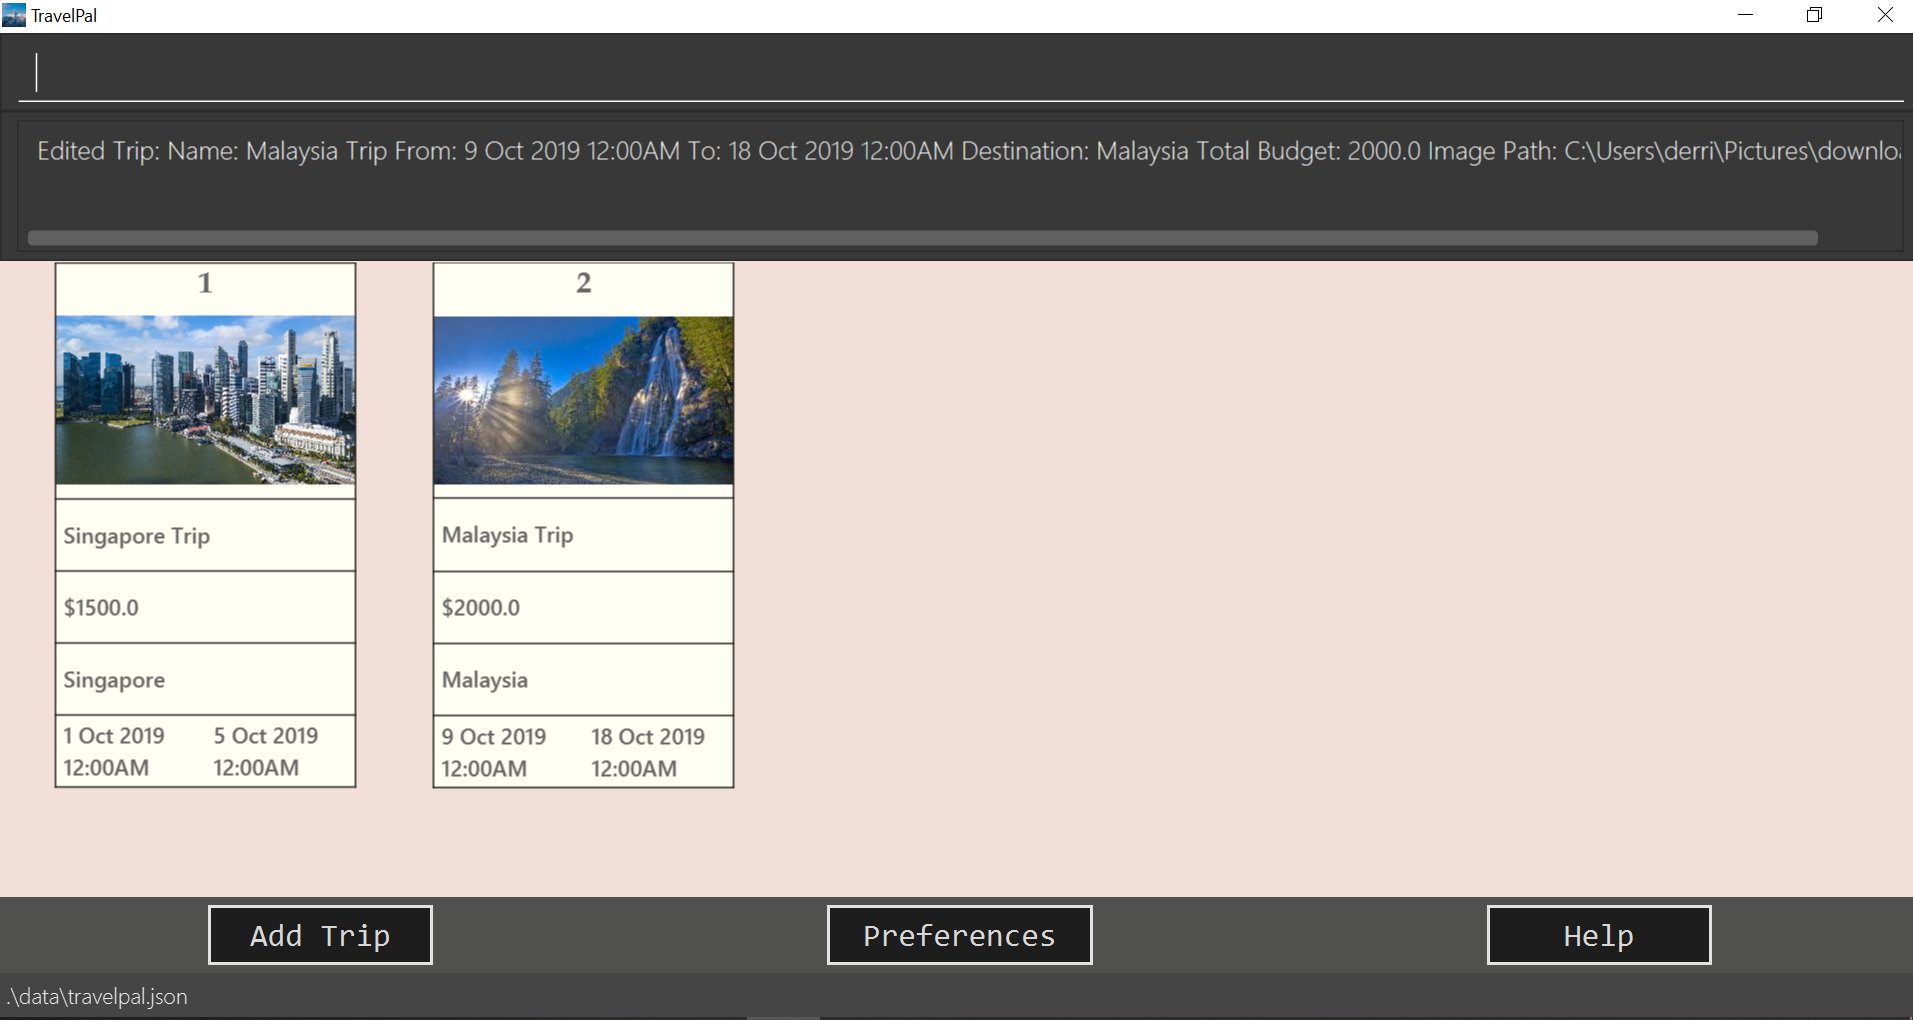 TravelPal
Edited Trip: Name: Malaysia Trip From: 9 Oct 2019 12:00AM To: 18 Oct 2019 12:00AM Destination: Malaysia Total Budget: 2000.0 Image Path: C:\Users\derri\Pictures\downlo
1
2
Singapore Trip
Malaysia Trip
$1500.0
$2000.0
Singapore
Malaysia
1 Oct 2019 5 Oct 2019
12:00AM 12:00AM
9 Oct 2019 18 Oct 2019
12:00AM 12:00AM
Add Trip
Preferences
Help
.\data\travelpal.json